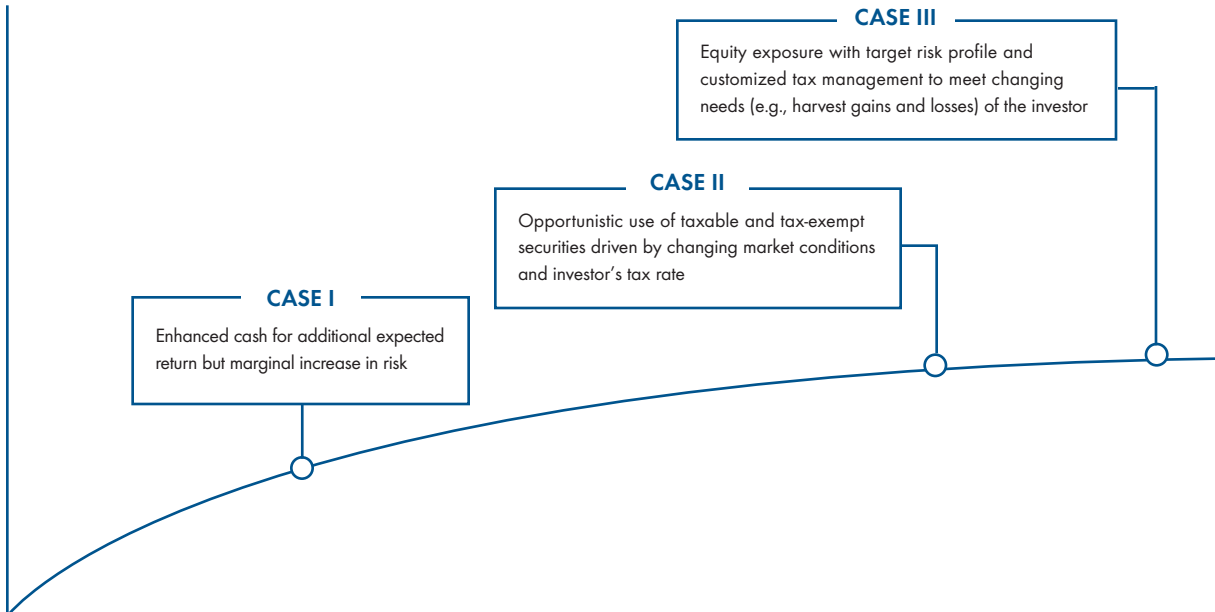 CASE III
Equity exposure with target risk profile and
customized tax management to meet changing
needs (e.g., harvest gains and losses) of the investor
CASE II
Opportunistic use of taxable and tax-exempt
securities driven by changing market conditions
and investor’s tax rate
CASE I
Enhanced cash for additional expected
return but marginal increase in risk